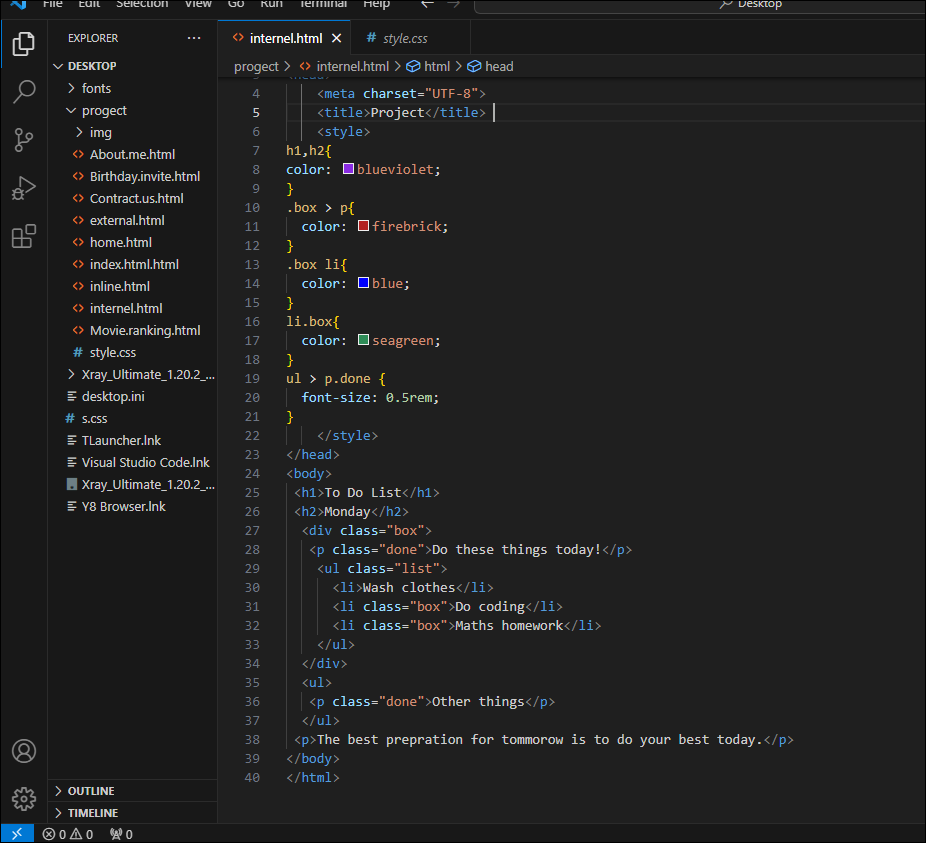 File Edit Selection View Go Run Terminal Help Desktop
EXPLORER ...
DESKTOP
fonts
progect
img
About.me.html
Birthday.invite.html
Contract.us.html
external.html
home.html
index.html.html
inline.html
internel.html
Movie.ranking.html
style.css
Xray_Ultimate_1.20.2_...
desktop.ini
s.css
TLauncher.lnk
Visual Studio Code.lnk
Xray_Ultimate_1.20.2_...
Y8 Browser.lnk
OUTLINE
TIMELINE
internel.html style.css
progect > internel.html > html > head
3 <head>
4 <meta charset="UTF-8">
5 <title>Project</title>
6 <style>
7 h1,h2{
8 color: blueviolet;
9 }
10 .box > p{
11 color: firebrick;
12 }
13 .box li{
14 color: blue;
15 }
16 li.box{
17 color: seagreen;
18 }
19 ul > p.done {
20 font-size: 0.5rem;
21 }
22 </style>
23 </head>
24 <body>
25 <h1>To Do List</h1>
26 <h2>Monday</h2>
27 <div class="box">
28 <p class="done">Do these things today!</p>
29 <ul class="list">
30 <li>Wash clothes</li>
31 <li class="box">Do coding</li>
32 <li class="box">Maths homework</li>
33 </ul>
34 </div>
35 <ul>
36 <p class="done">Other things</p>
37 </ul>
38 <p>The best prepration for tommorow is to do your best today.</p>
39 </body>
40 </html>
0 0 0